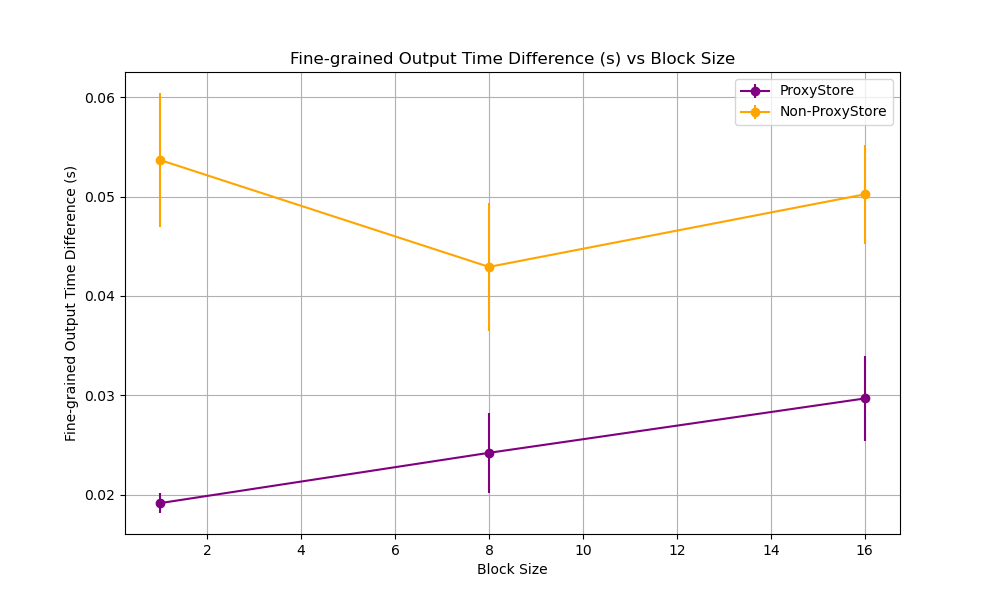 Fine-grained Output Time Difference (s) vs Block Size
ProxyStore
Non-ProxyStore
Fine-grained Output Time Difference (s)
0.06
0.05
0.04
0.03
0.02
2 4 6 8 10 12 14 16
Block Size